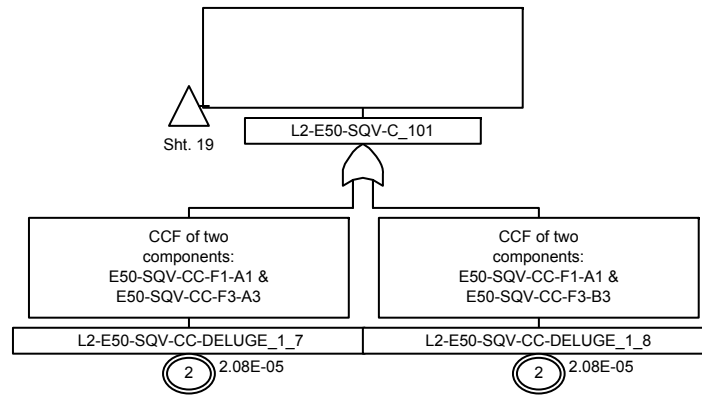 Sht. 19
L2-E50-SQV-C_101
CCF of two
components:
E50-SQV-CC-F1-A1 &
E50-SQV-CC-F3-A3
L2-E50-SQV-CC-DELUGE_1_7
2
2.08E-05
CCF of two
components:
E50-SQV-CC-F1-A1 &
E50-SQV-CC-F3-B3
L2-E50-SQV-CC-DELUGE_1_8
2
2.08E-05